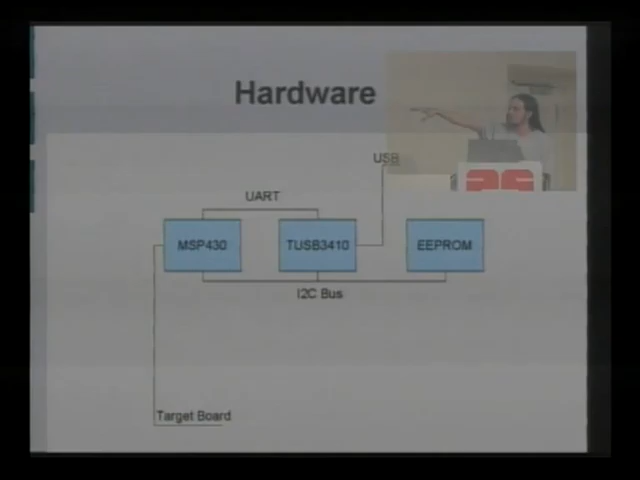 Hardware
USB
UART
MSP430
TUSB3410
EEPROM
I2C Bus
Target Board